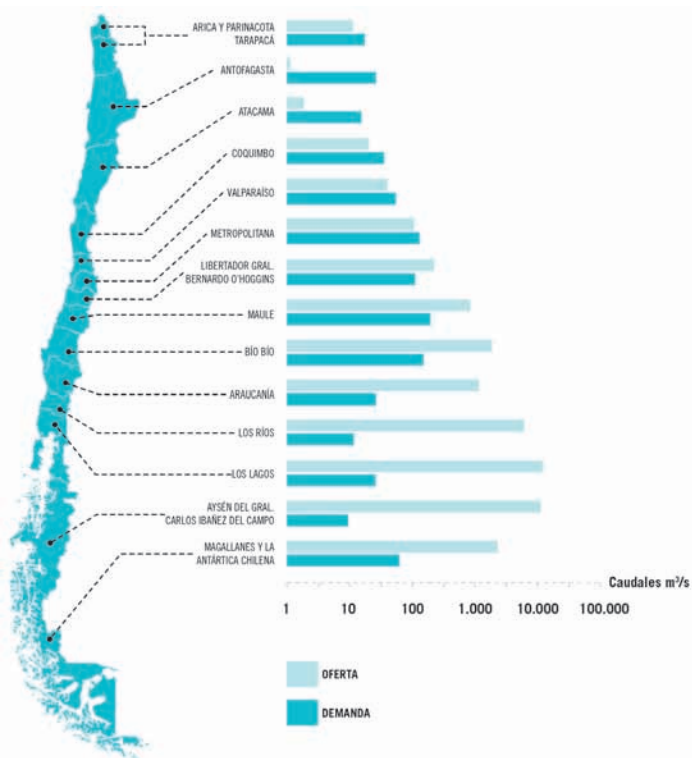 ARICA Y PARINACOTA
TARAPACÁ
ANTOFAGASTA
ATACAMA
COQUIMBO
VALPARAÍSO
METROPOLITANA
LIBERTADOR GRAL.
BERNARDO O'HOGGINS
MAULE
BÍO BÍO
ARAUCANÍA
LOS RÍOS
LOS LAGOS
AYSÉN DEL GRAL.
CARLOS IBAÑEZ DEL CAMPO
MAGALLANES Y LA
ANTÁRTICA CHILENA
Caudales m³/s
1 10 100 1.000 10.000 100.000
OFERTA
DEMANDA